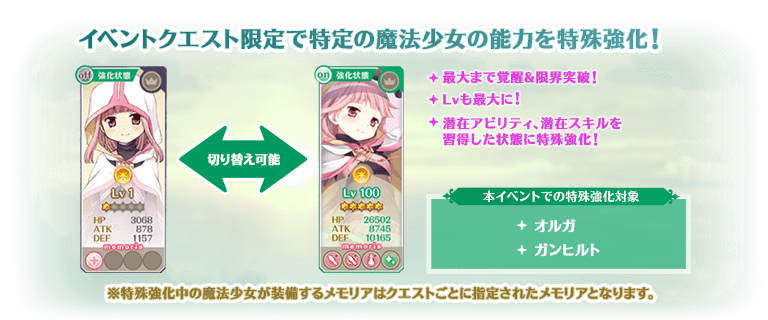 イベントクエスト限定で特定の魔法少女の能力を特殊強化！
off 強化状態
Lv 1
HP 3068
ATK 878
DEF 1157
memoria
切り替え可能
on 強化状態
Lv 100
HP 26502
ATK 8745
DEF 10165
memoria
最大まで覚醒&限界突破！
Lvも最大に！
潜在アビリティ、潜在スキルを
習得した状態に特殊強化！
本イベントでの特殊強化対象
オルガ
ガンヒルト
※特殊強化中の魔法少女が装備するメモリアはクエストごとに指定されたメモリアとなります。